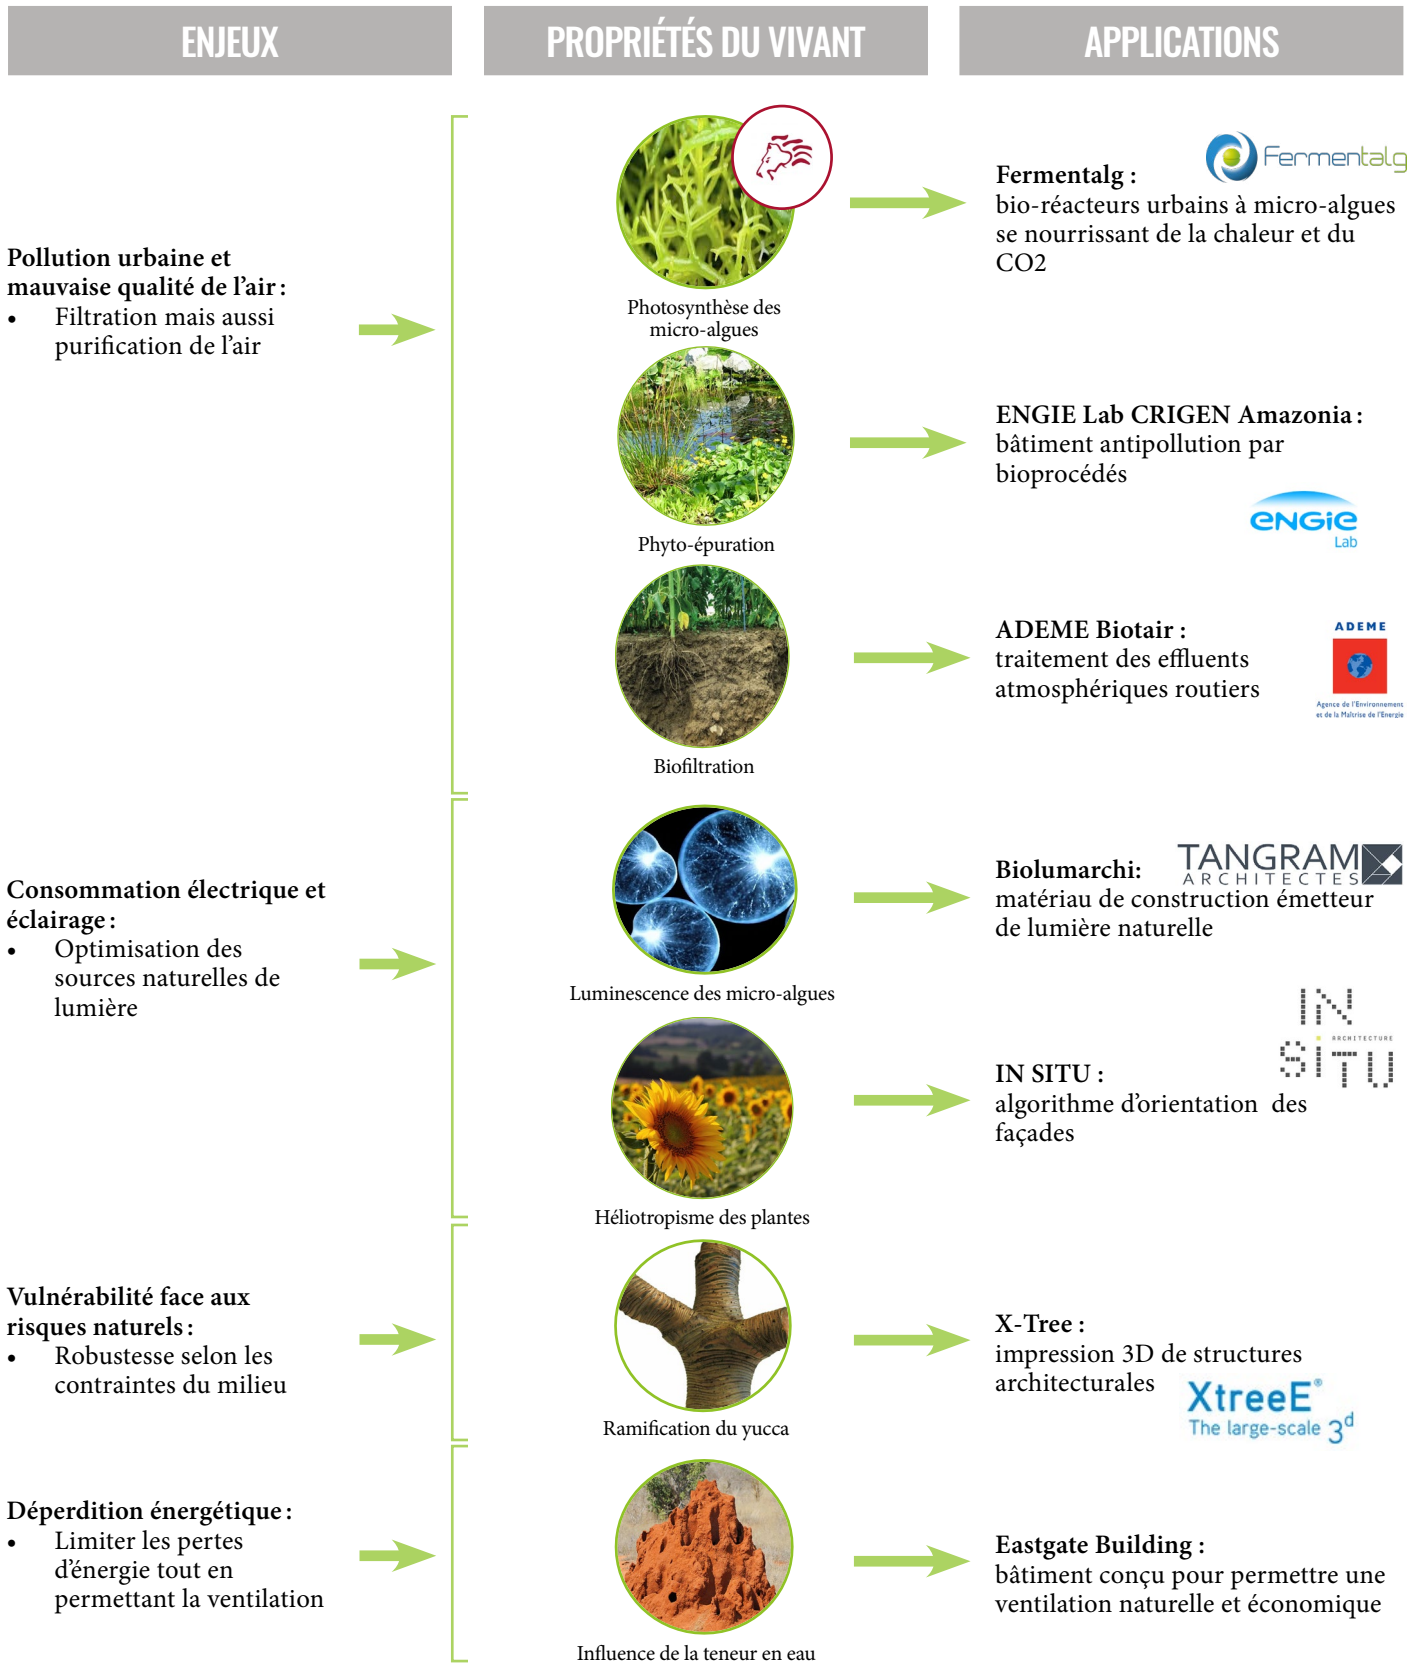 ENJEUX
PROPRIÉTÉS DU VIVANT
APPLICATIONS
Pollution urbaine et
mauvaise qualité de l’air :
• Filtration mais aussi
purification de l’air
Photosynthèse des
micro-algues
Fermentalg
Fermentalg :
bio-réacteurs urbains à micro-algues
se nourrissant de la chaleur et du
CO2
Phyto-épuration
ENGIE Lab CRIGEN Amazonia :
bâtiment antipollution par
bioprocédés
ENGIE
Lab
Biofiltration
ADEME Biotair :
traitement des effluents
atmosphériques routiers
ADEME
Agence de l'Environnement
et de la Maîtrise de l'Energie
Consommation électrique et
éclairage :
• Optimisation des
sources naturelles de
lumière
Luminescence des micro-algues
Biolumarchi:
matériau de construction émetteur
de lumière naturelle
TANGRAM
ARCHITECTES
Héliotropisme des plantes
IN
ARCHITECTURE
SiTU
IN SITU :
algorithme d’orientation des
façades
Vulnérabilité face aux
risques naturels :
• Robustesse selon les
contraintes du milieu
Ramification du yucca
X-Tree :
impression 3D de structures
architecturales
XtreeE®
The large-scale 3d
Déperdition énergétique :
• Limiter les pertes
d’énergie tout en
permettant la ventilation
Influence de la teneur en eau
Eastgate Building :
bâtiment conçu pour permettre une
ventilation naturelle et économique